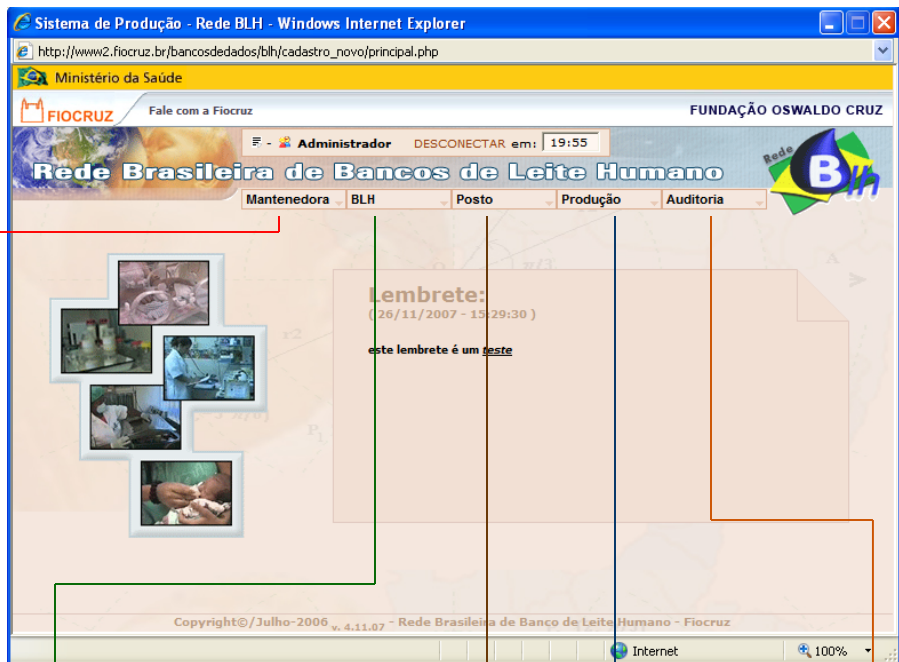 Sistema de Produção - Rede BLH - Windows Internet Explorer
http://www2.fiocruz.br/bancosdedados/blh/cadastro_novo/principal.php
Ministério da Saúde
FIOCRUZ Fale com a Fiocruz FUNDAÇÃO OSWALDO CRUZ
- Administrador DESCONECTAR em: 19:55
Rede Brasileira de Bancos de Leite Humano
Rede Blh
Mantenedora BLH Posto Produção Auditoria
Lembrete:
( 26/11/2007 - 15:29:30 )
este lembrete é um teste
Copyright©/Julho-2006 v. 4.11.07 - Rede Brasileira de Banco de Leite Humano - Fiocruz
Internet 100%